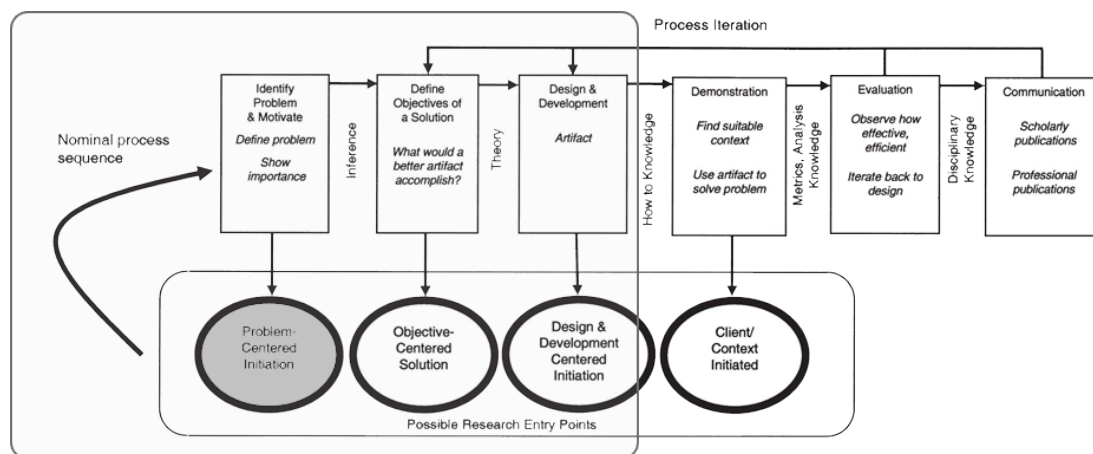 Process Iteration
Nominal process
sequence
Identify
Problem
& Motivate
Define problem
Show
importance
Inference
Define
Objectives of
a Solution
What would a
better artifact
accomplish?
Theory
Design &
Development
Artifact
How to Knowledge
Demonstration
Find suitable
context
Use artifact to
solve problem
Metrics, Analysis
Knowledge
Evaluation
Observe how
effective,
efficient
Iterate back to
design
Disciplinary
Knowledge
Communication
Scholarly
publications
Professional
publications
Problem-
Centered
Initiation
Objective-
Centered
Solution
Design &
Development
Centered
Initiation
Client/
Context
Initiated
Possible Research Entry Points